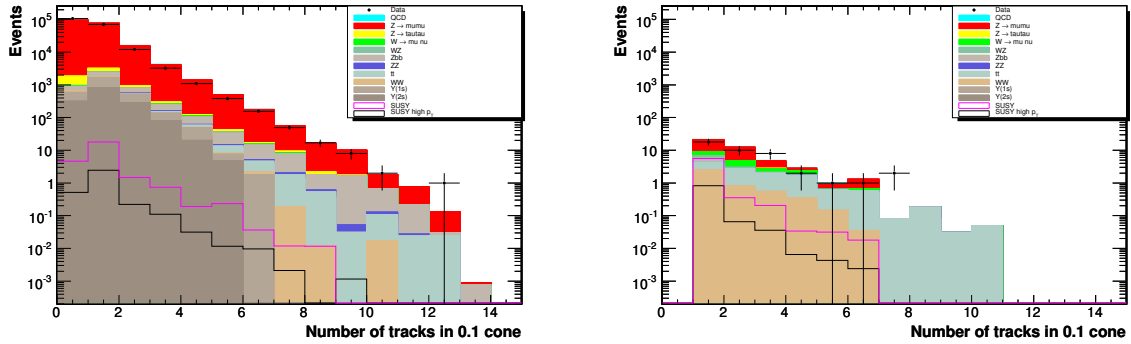 Events
10^5
10^4
10^3
10^2
10
1
10^-1
10^-2
10^-3
0 2 4 6 8 10 12 14
Number of tracks in 0.1 cone
Data
QCD
Z → mumu
Z → tautau
W → mu nu
WZ
Zbb
ZZ
tt
WW
Y(1s)
Y(2s)
SUSY
SUSY high p_T
Events
10^5
10^4
10^3
10^2
10
1
10^-1
10^-2
10^-3
0 2 4 6 8 10 12 14
Number of tracks in 0.1 cone
Data
QCD
Z → mumu
Z → tautau
W → mu nu
WZ
Zbb
ZZ
tt
WW
Y(1s)
Y(2s)
SUSY
SUSY high p_T